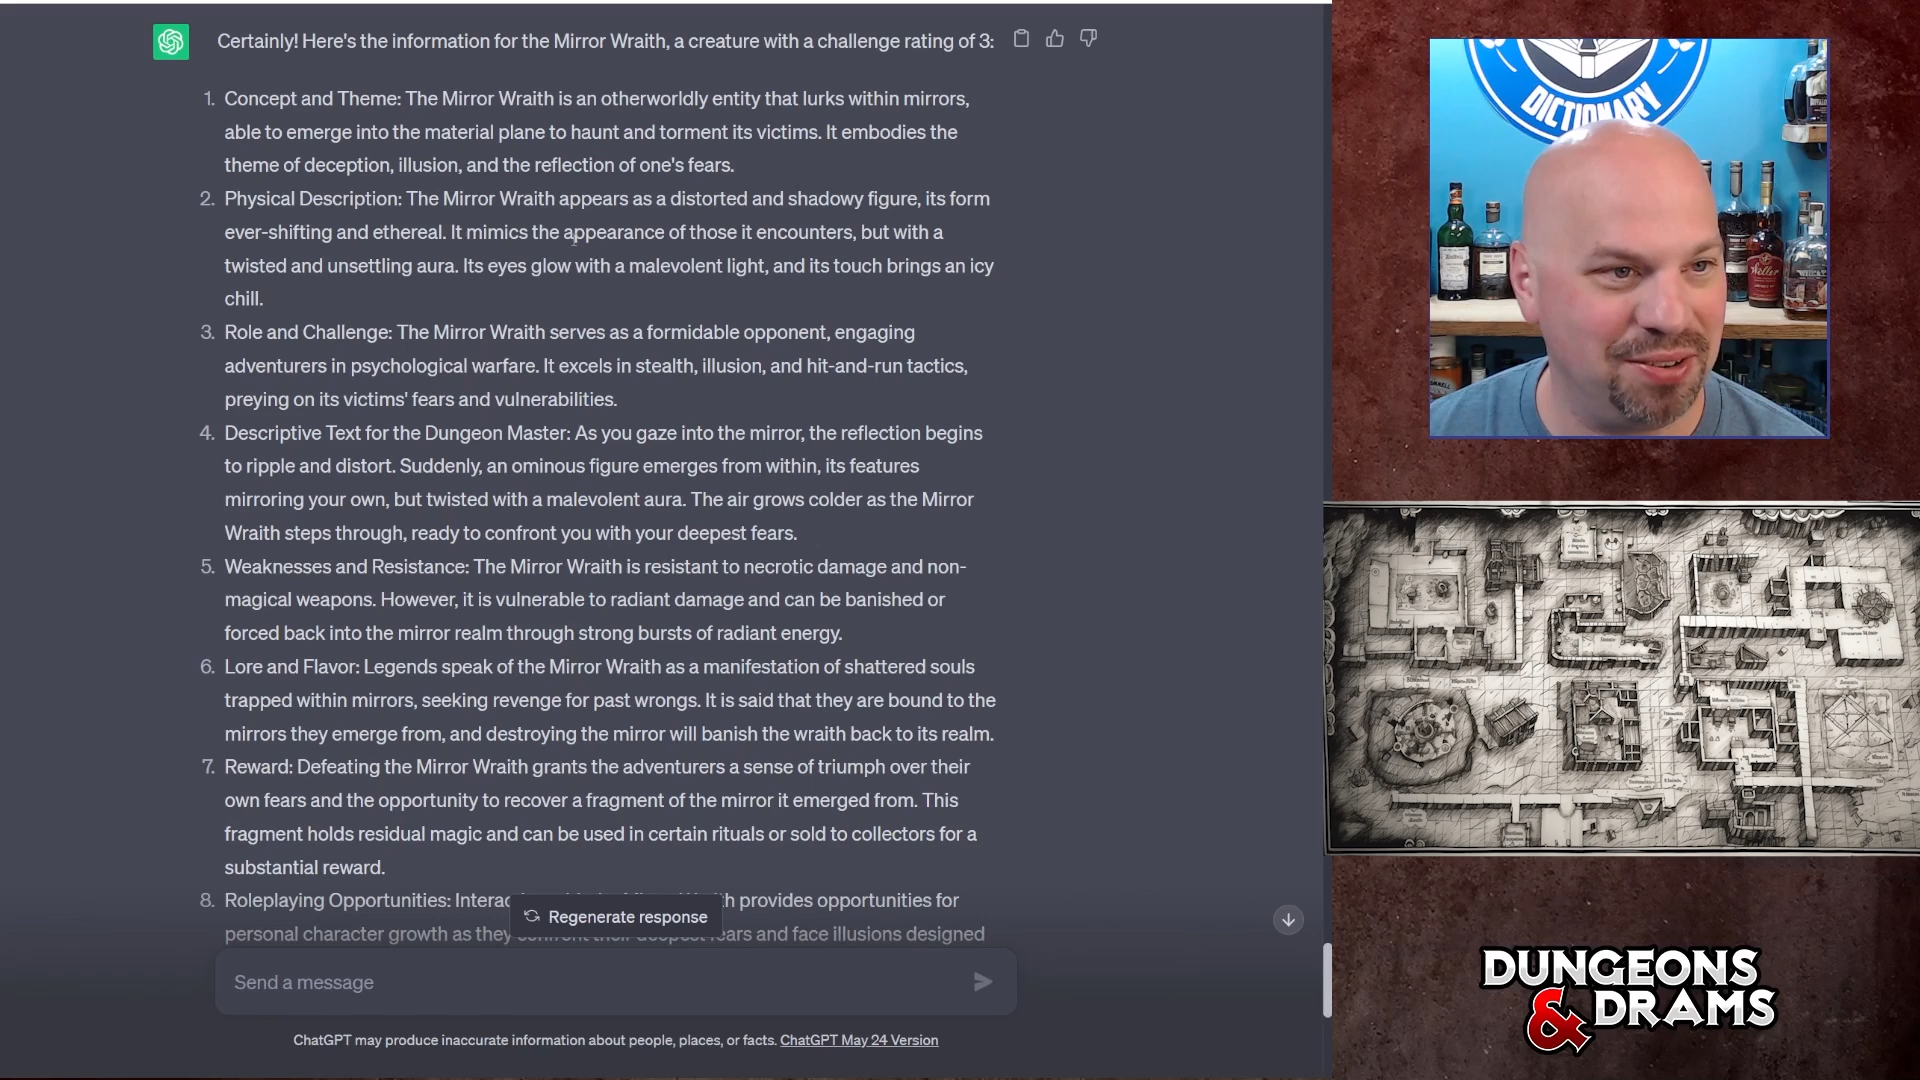 Certainly! Here's the information for the Mirror Wraith, a creature with a challenge rating of 3:
1. Concept and Theme: The Mirror Wraith is an otherworldly entity that lurks within mirrors,
able to emerge into the material plane to haunt and torment its victims. It embodies the
theme of deception, illusion, and the reflection of one's fears.
2. Physical Description: The Mirror Wraith appears as a distorted and shadowy figure, its form
ever-shifting and ethereal. It mimics the appearance of those it encounters, but with a
twisted and unsettling aura. Its eyes glow with a malevolent light, and its touch brings an icy
chill.
3. Role and Challenge: The Mirror Wraith serves as a formidable opponent, engaging
adventurers in psychological warfare. It excels in stealth, illusion, and hit-and-run tactics,
preying on its victims' fears and vulnerabilities.
4. Descriptive Text for the Dungeon Master: As you gaze into the mirror, the reflection begins
to ripple and distort. Suddenly, an ominous figure emerges from within, its features
mirroring your own, but twisted with a malevolent aura. The air grows colder as the Mirror
Wraith steps through, ready to confront you with your deepest fears.
5. Weaknesses and Resistance: The Mirror Wraith is resistant to necrotic damage and non-
magical weapons. However, it is vulnerable to radiant damage and can be banished or
forced back into the mirror realm through strong bursts of radiant energy.
6. Lore and Flavor: Legends speak of the Mirror Wraith as a manifestation of shattered souls
trapped within mirrors, seeking revenge for past wrongs. It is said that they are bound to the
mirrors they emerge from, and destroying the mirror will banish the wraith back to its realm.
7. Reward: Defeating the Mirror Wraith grants the adventurers a sense of triumph over their
own fears and the opportunity to recover a fragment of the mirror it emerged from. This
fragment holds residual magic and can be used in certain rituals or sold to collectors for a
substantial reward.
8. Roleplaying Opportunities: provides opportunities for
personal character growth as they confront their deepest fears and face illusions designed
Regenerate response
Send a message
ChatGPT may produce inaccurate information about people, places, or facts. ChatGPT May 24 Version
DICTIONARY
Weller
DUNGEONS
& DRAMS